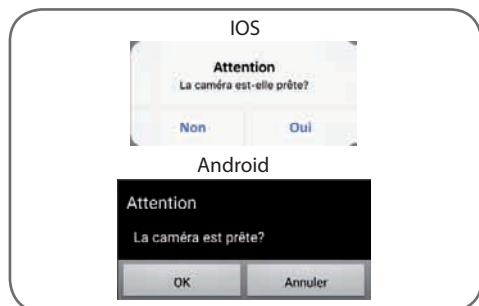 IOS
Attention
La caméra est-elle prête?
Non Oui
Android
Attention
La caméra est prête?
OK Annuler